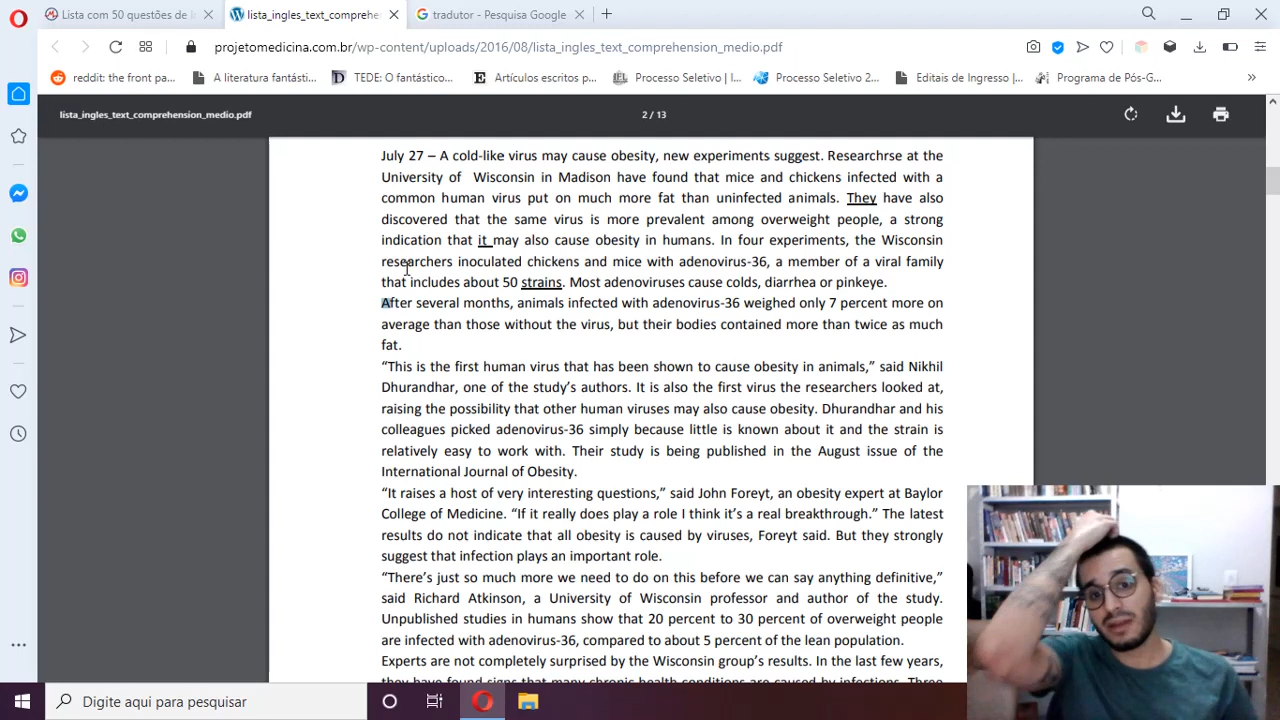 Lista com 50 questões de I
lista_ingles_text_comprehe
tradutor - Pesquisa Google
projetomedicina.com.br/wp-content/uploads/2016/08/lista_ingles_text_comprehension_medio.pdf
reddit: the front pa...
A literatura fantásti...
TEDE: O fantástico...
Artículos escritos p...
Processo Seletivo | I...
Processo Seletivo 2...
Editais de Ingresso |...
Programa de Pós-G...
lista_ingles_text_comprehension_medio.pdf
2 / 13
July 27 – A cold-like virus may cause obesity, new experiments suggest. Researchrse at the
University of Wisconsin in Madison have found that mice and chickens infected with a
common human virus put on much more fat than uninfected animals. They have also
discovered that the same virus is more prevalent among overweight people, a strong
indication that it may also cause obesity in humans. In four experiments, the Wisconsin
researchers inoculated chickens and mice with adenovirus-36, a member of a viral family
that includes about 50 strains. Most adenoviruses cause colds, diarrhea or pinkeye.
After several months, animals infected with adenovirus-36 weighed only 7 percent more on
average than those without the virus, but their bodies contained more than twice as much
fat.
“This is the first human virus that has been shown to cause obesity in animals,” said Nikhil
Dhurandhar, one of the study’s authors. It is also the first virus the researchers looked at,
raising the possibility that other human viruses may also cause obesity. Dhurandhar and his
colleagues picked adenovirus-36 simply because little is known about it and the strain is
relatively easy to work with. Their study is being published in the August issue of the
International Journal of Obesity.
“It raises a host of very interesting questions,” said John Foreyt, an obesity expert at Baylor
College of Medicine. “If it really does play a role I think it’s a real breakthrough.” The latest
results do not indicate that all obesity is caused by viruses, Foreyt said. But they strongly
suggest that infection plays an important role.
“There’s just so much more we need to do on this before we can say anything definitive,”
said Richard Atkinson, a University of Wisconsin professor and author of the study.
Unpublished studies in humans show that 20 percent to 30 percent of overweight people
are infected with adenovirus-36, compared to about 5 percent of the lean population.
Experts are not completely surprised by the Wisconsin group’s results. In the last few years,
they have found signs that many chronic health conditions are caused by infections. Three
Digite aqui para pesquisar